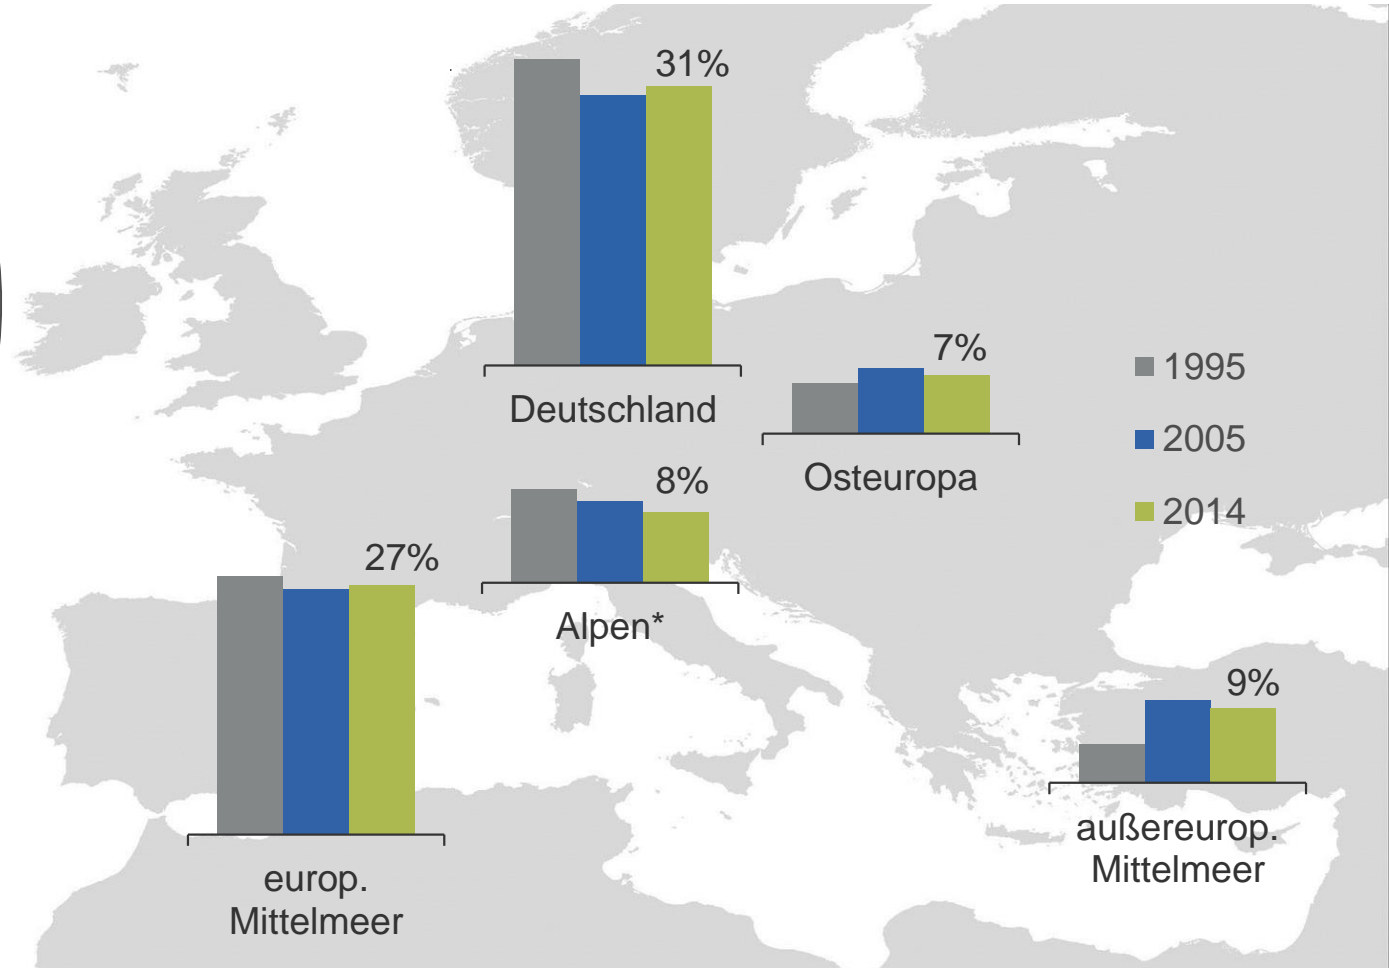 31%
Deutschland
7%
Osteuropa
1995
2005
2014
8%
Alpen*
27%
europ.
Mittelmeer
9%
außereurop.
Mittelmeer